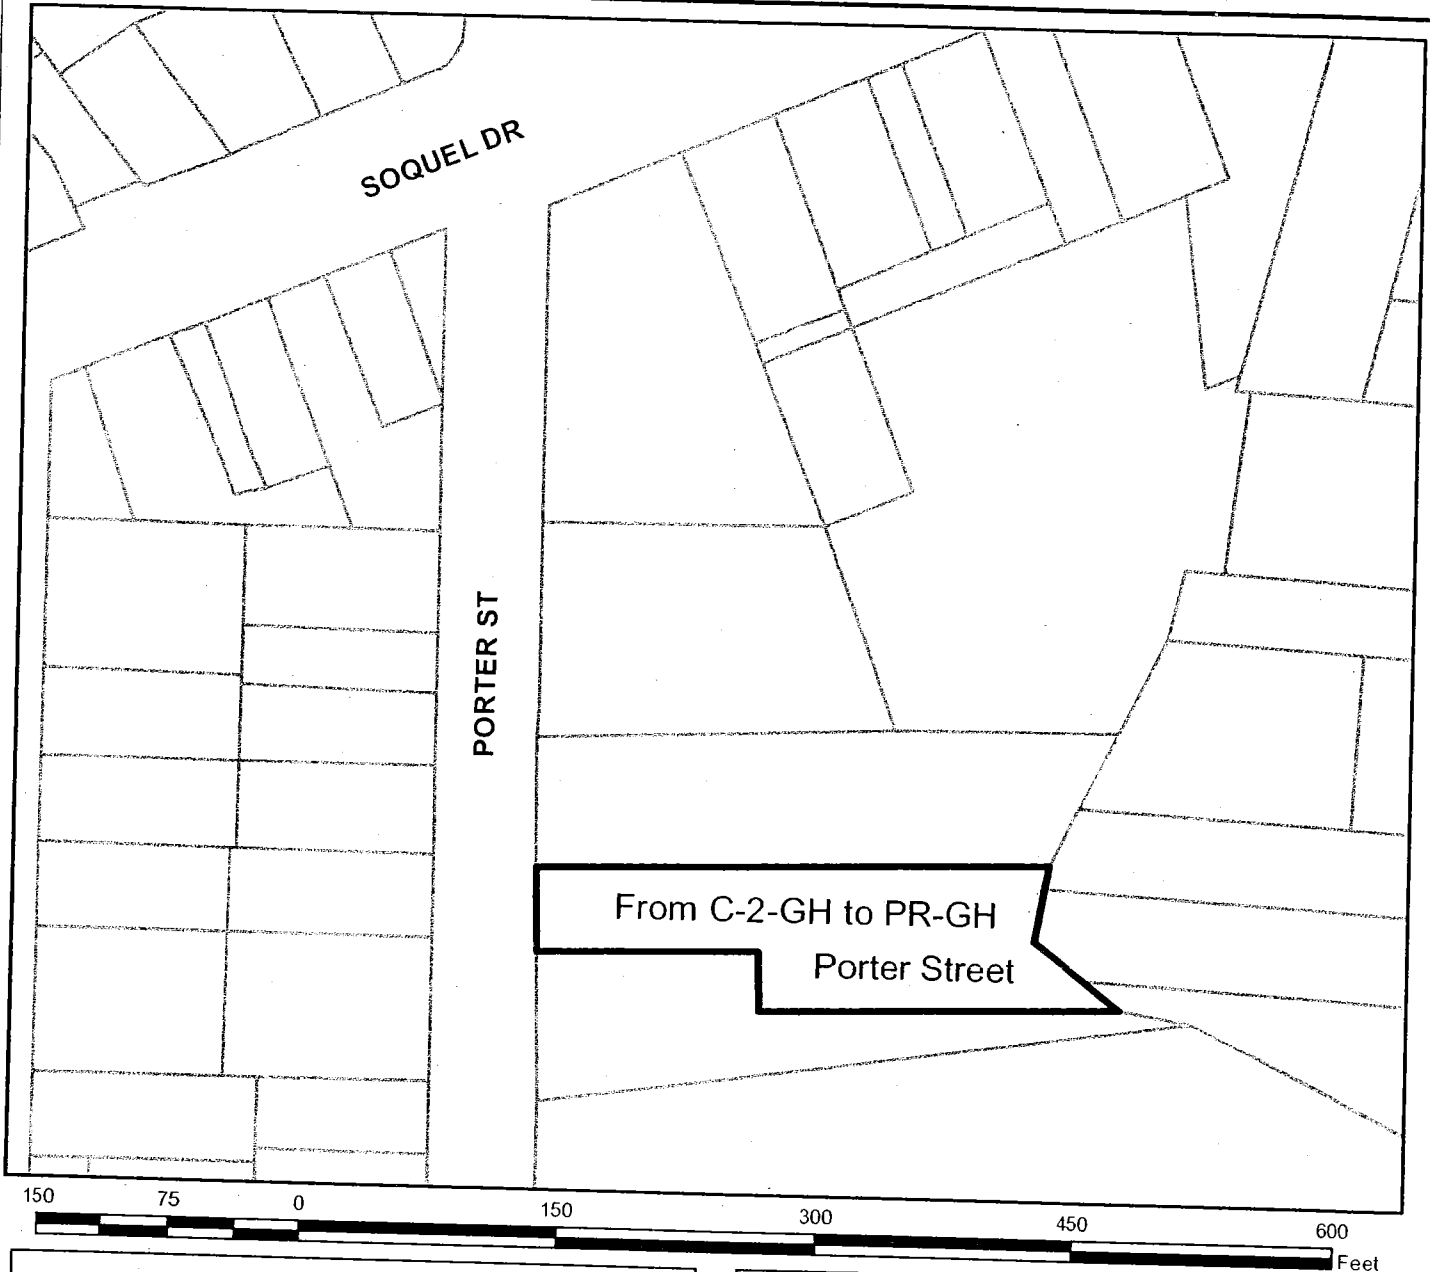 SOQUEL DR
PORTER ST
From C-2-GH to PR-GH
Porter Street
150 75 0 150 300 450 600
Feet